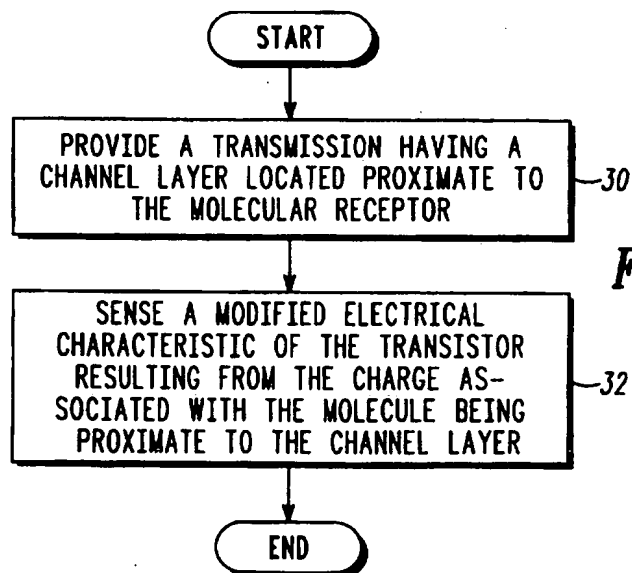 START
PROVIDE A TRANSMISSION HAVING A
CHANNEL LAYER LOCATED PROXIMATE TO
THE MOLECULAR RECEPTOR
30
F
SENSE A MODIFIED ELECTRICAL
CHARACTERISTIC OF THE TRANSISTOR
RESULTING FROM THE CHARGE AS-
SOCIATED WITH THE MOLECULE BEING
PROXIMATE TO THE CHANNEL LAYER
32
END